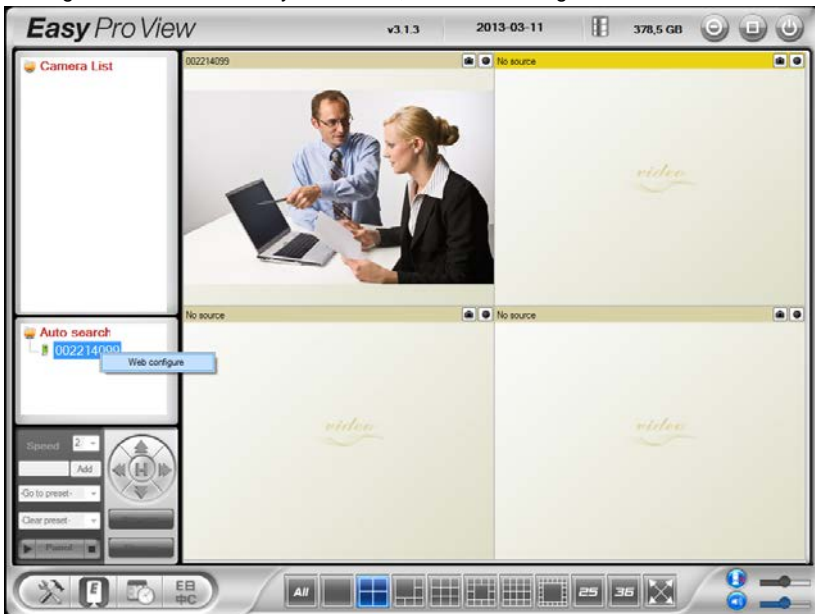 Easy Pro View
v3.1.3
2013-03-11
378,5 GB
Camera List
002214099
No source
video
Auto search
002214099
Web configure
No source
No source
video
video
Speed
2
Add
-Go to preset-
Clear preset-
All
25
36